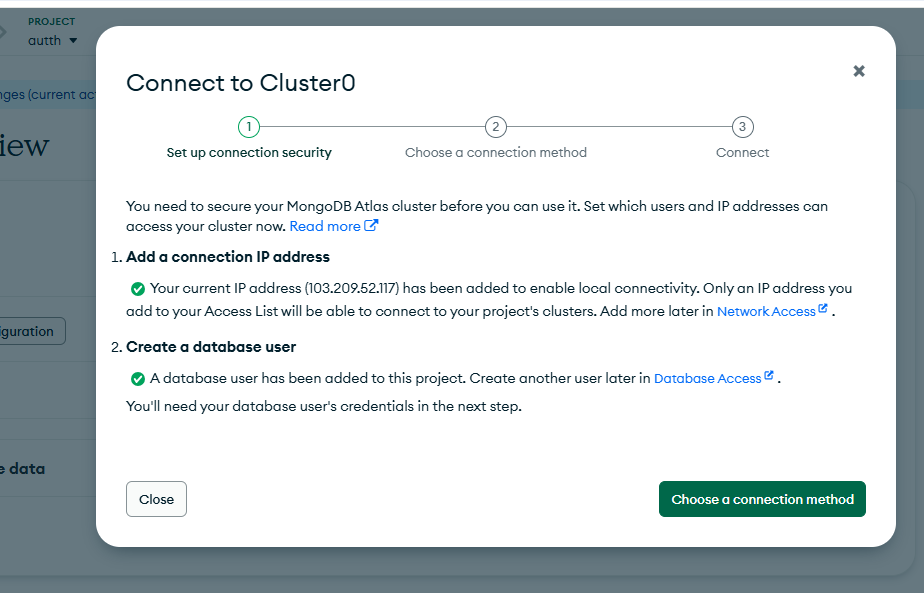 PROJECT
autth
nges (current ac
iew
Connect to Cluster0
1 2 3
Set up connection security Choose a connection method Connect
You need to secure your MongoDB Atlas cluster before you can use it. Set which users and IP addresses can
access your cluster now. Read more
1. Add a connection IP address
Your current IP address (103.209.52.117) has been added to enable local connectivity. Only an IP address you
add to your Access List will be able to connect to your project's clusters. Add more later in Network Access .
iguration
2. Create a database user
A database user has been added to this project. Create another user later in Database Access .
You'll need your database user's credentials in the next step.
e data
Close Choose a connection method